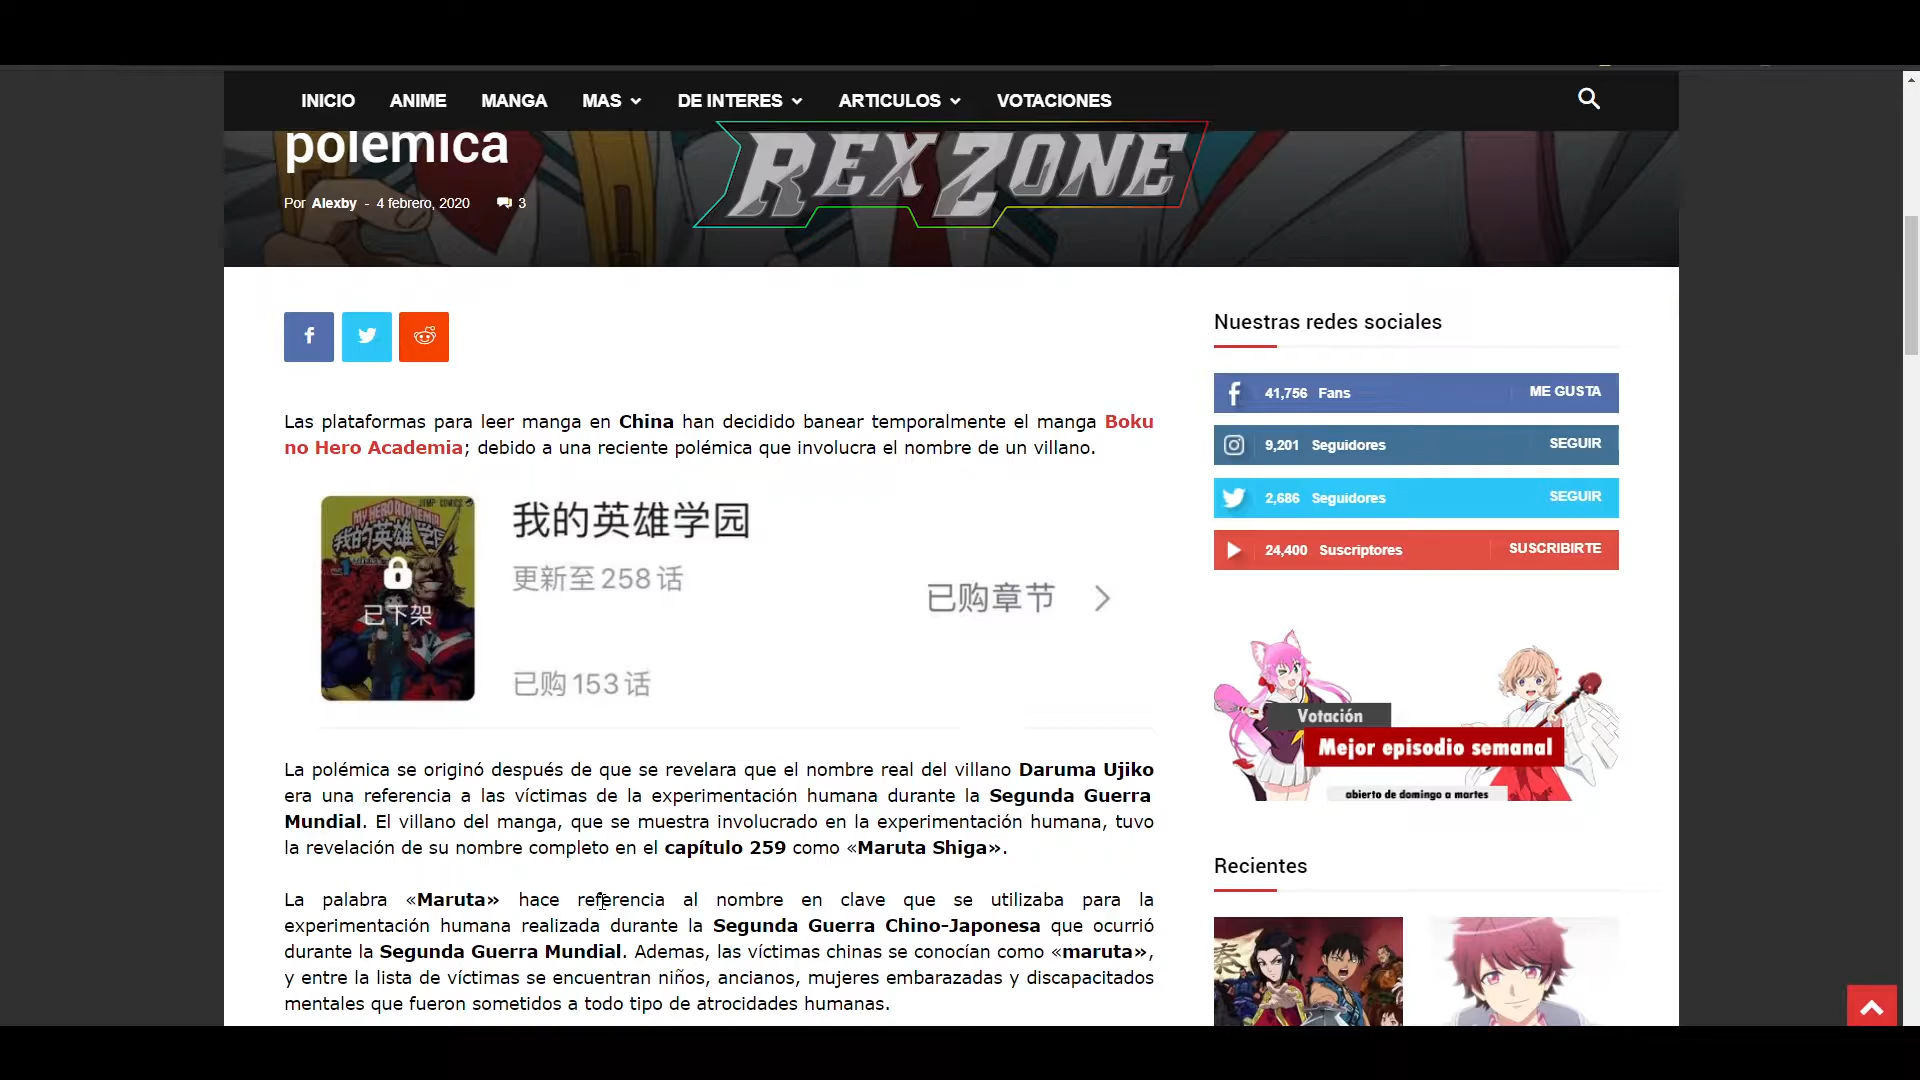 INICIO ANIME MANGA MAS DE INTERES ARTICULOS VOTACIONES
polémica
REX ZONE
Por Alexby - 4 febrero, 2020 3
Las plataformas para leer manga en China han decidido banear temporalmente el manga Boku
no Hero Academia; debido a una reciente polémica que involucra el nombre de un villano.
JUMP COMICS
MY HERO ACADEMIA
已下架
我的英雄学园
更新至258话
已购章节
已购153话
La polémica se originó después de que se revelara que el nombre real del villano Daruma Ujiko
era una referencia a las víctimas de la experimentación humana durante la Segunda Guerra
Mundial. El villano del manga, que se muestra involucrado en la experimentación humana, tuvo
la revelación de su nombre completo en el capítulo 259 como «Maruta Shiga».
La palabra «Maruta» hace referencia al nombre en clave que se utilizaba para la
experimentación humana realizada durante la Segunda Guerra Chino-Japonesa que ocurrió
durante la Segunda Guerra Mundial. Ademas, las víctimas chinas se conocían como «maruta»,
y entre la lista de víctimas se encuentran niños, ancianos, mujeres embarazadas y discapacitados
mentales que fueron sometidos a todo tipo de atrocidades humanas.
Nuestras redes sociales
41,756 Fans ME GUSTA
9,201 Seguidores SEGUIR
2,686 Seguidores SEGUIR
24,400 Suscriptores SUSCRIBIRTE
Votación
Mejor episodio semanal
abierto de domingo a martes
Recientes